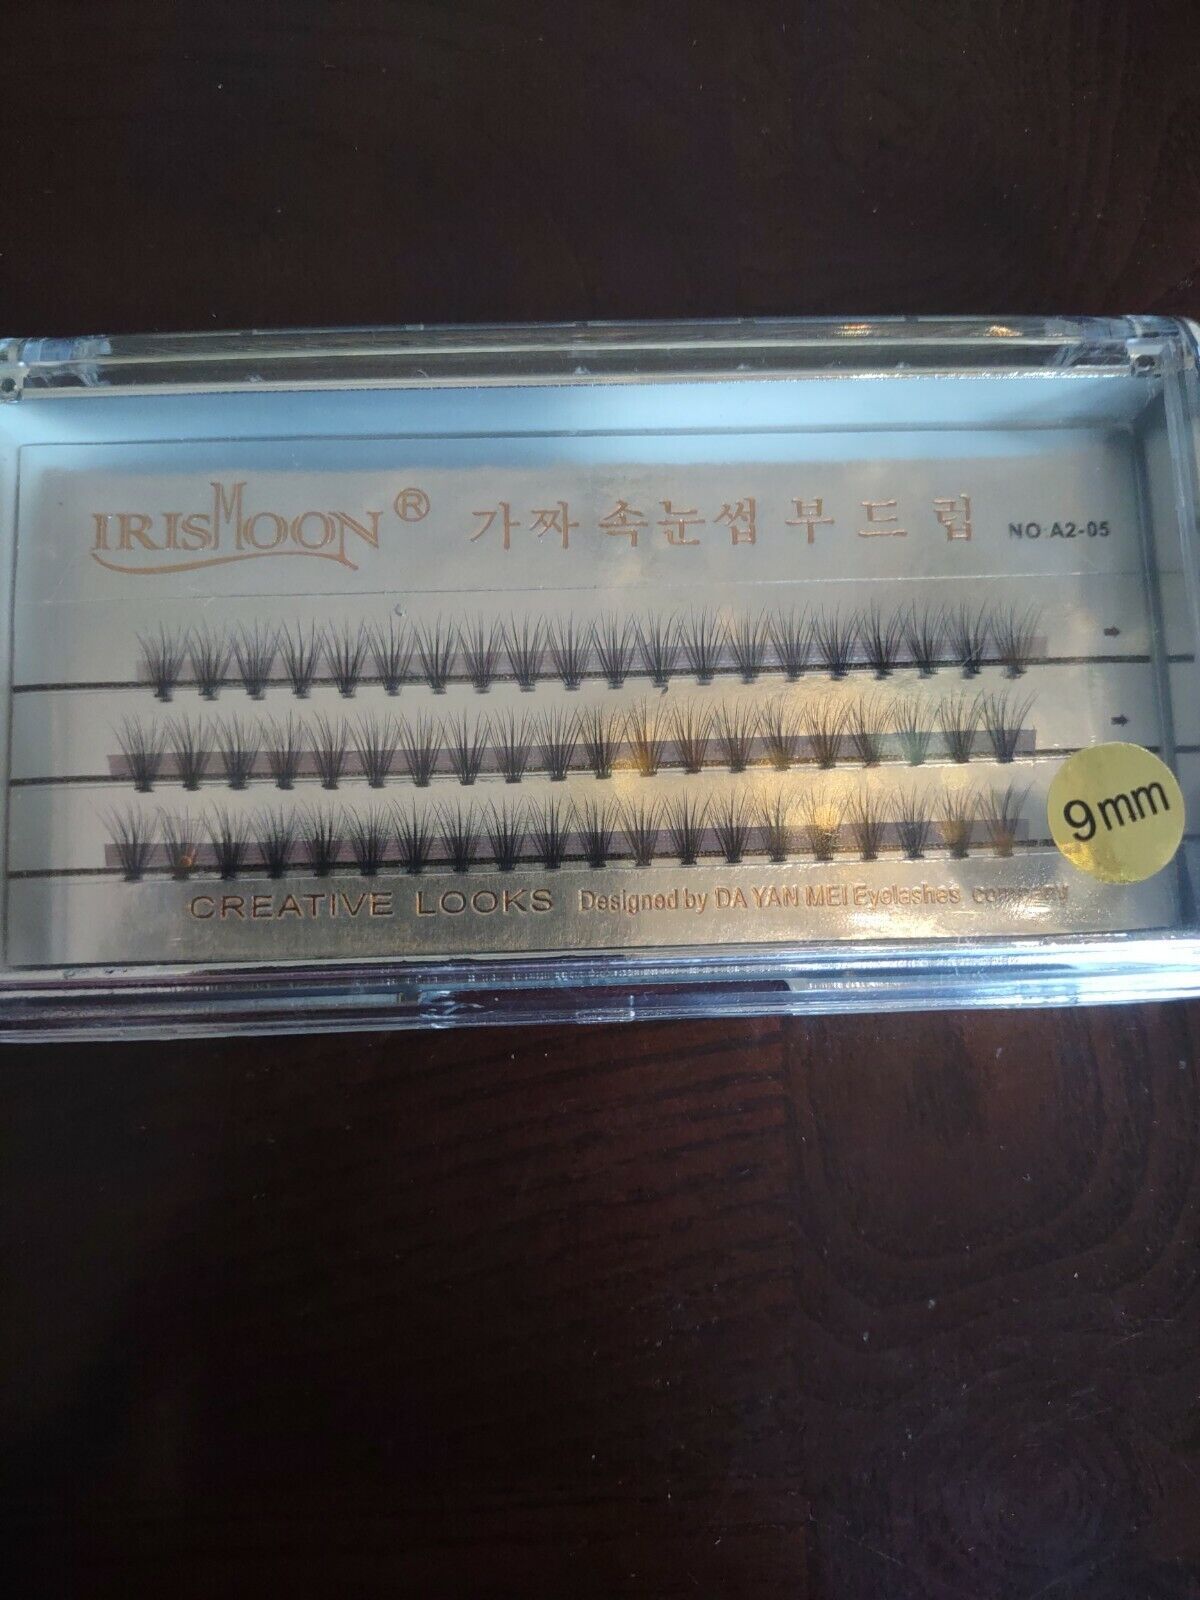 IRISMOON® 가짜 속눈썹 부드럽 NO:A2-05
9mm
CREATIVE LOOKS Designed by DA YAN MEI Eyelashes company